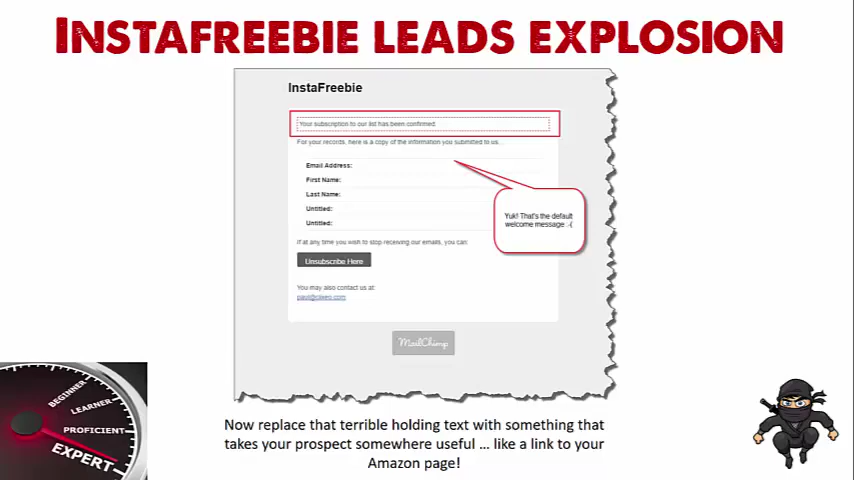 INSTAFREEBIE LEADS EXPLOSION
InstaFreebie
Your subscription to our list has been confirmed.
For your records, here is a copy of the information you submitted to us...
Email Address:
First Name:
Last Name:
Untitled:
Untitled:
Yuk! That's the default
welcome message :-(
If at any time you wish to stop receiving our emails, you can:
Unsubscribe Here
You may also contact us at:
MailChimp
Now replace that terrible holding text with something that
takes your prospect somewhere useful … like a link to your
Amazon page!
BEGINNER
LEARNER
PROFICIENT
EXPERT